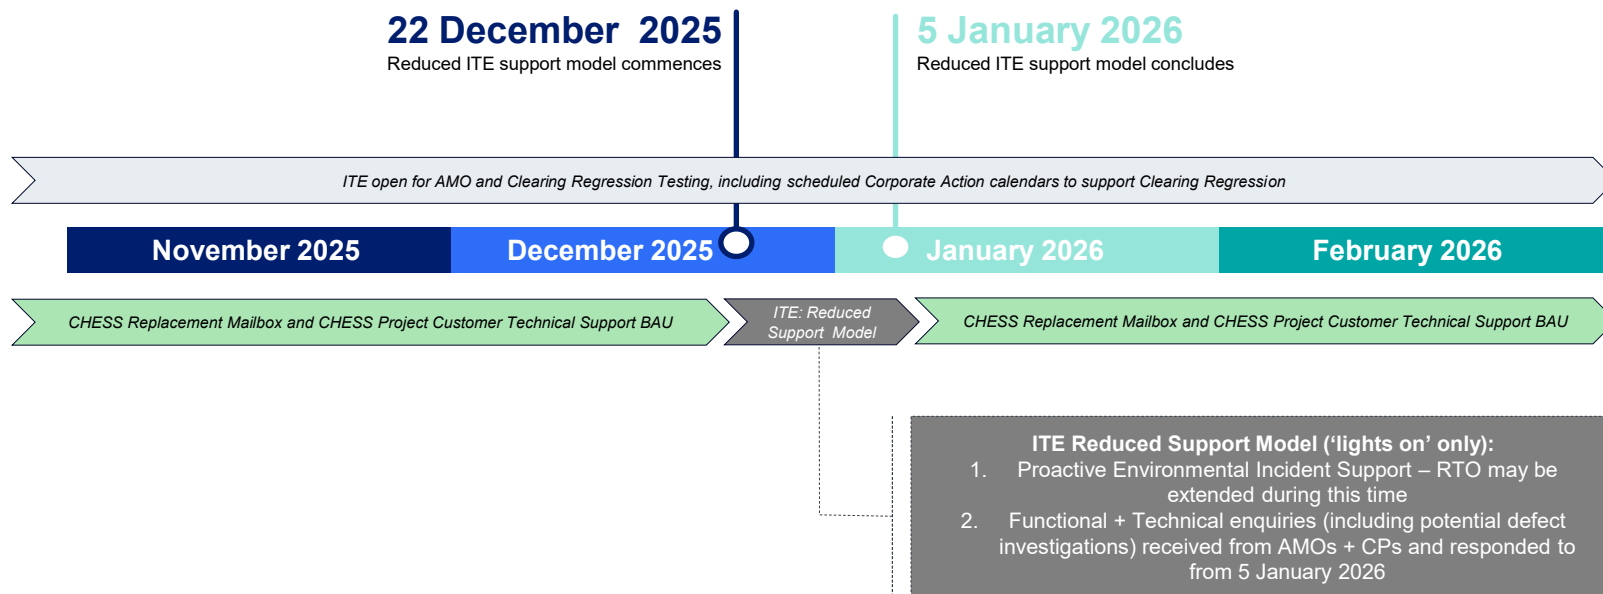 22 December 2025
Reduced ITE support model commences
5 January 2026
Reduced ITE support model concludes
ITE open for AMO and Clearing Regression Testing, including scheduled Corporate Action calendars to support Clearing Regression
November 2025
December 2025
January 2026
February 2026
CHESS Replacement Mailbox and CHESS Project Customer Technical Support BAU
ITE: Reduced
Support Model
CHESS Replacement Mailbox and CHESS Project Customer Technical Support BAU
ITE Reduced Support Model (‘lights on’ only):
1. Proactive Environmental Incident Support – RTO may be
extended during this time
2. Functional + Technical enquiries (including potential defect
investigations) received from AMOs + CPs and responded to
from 5 January 2026